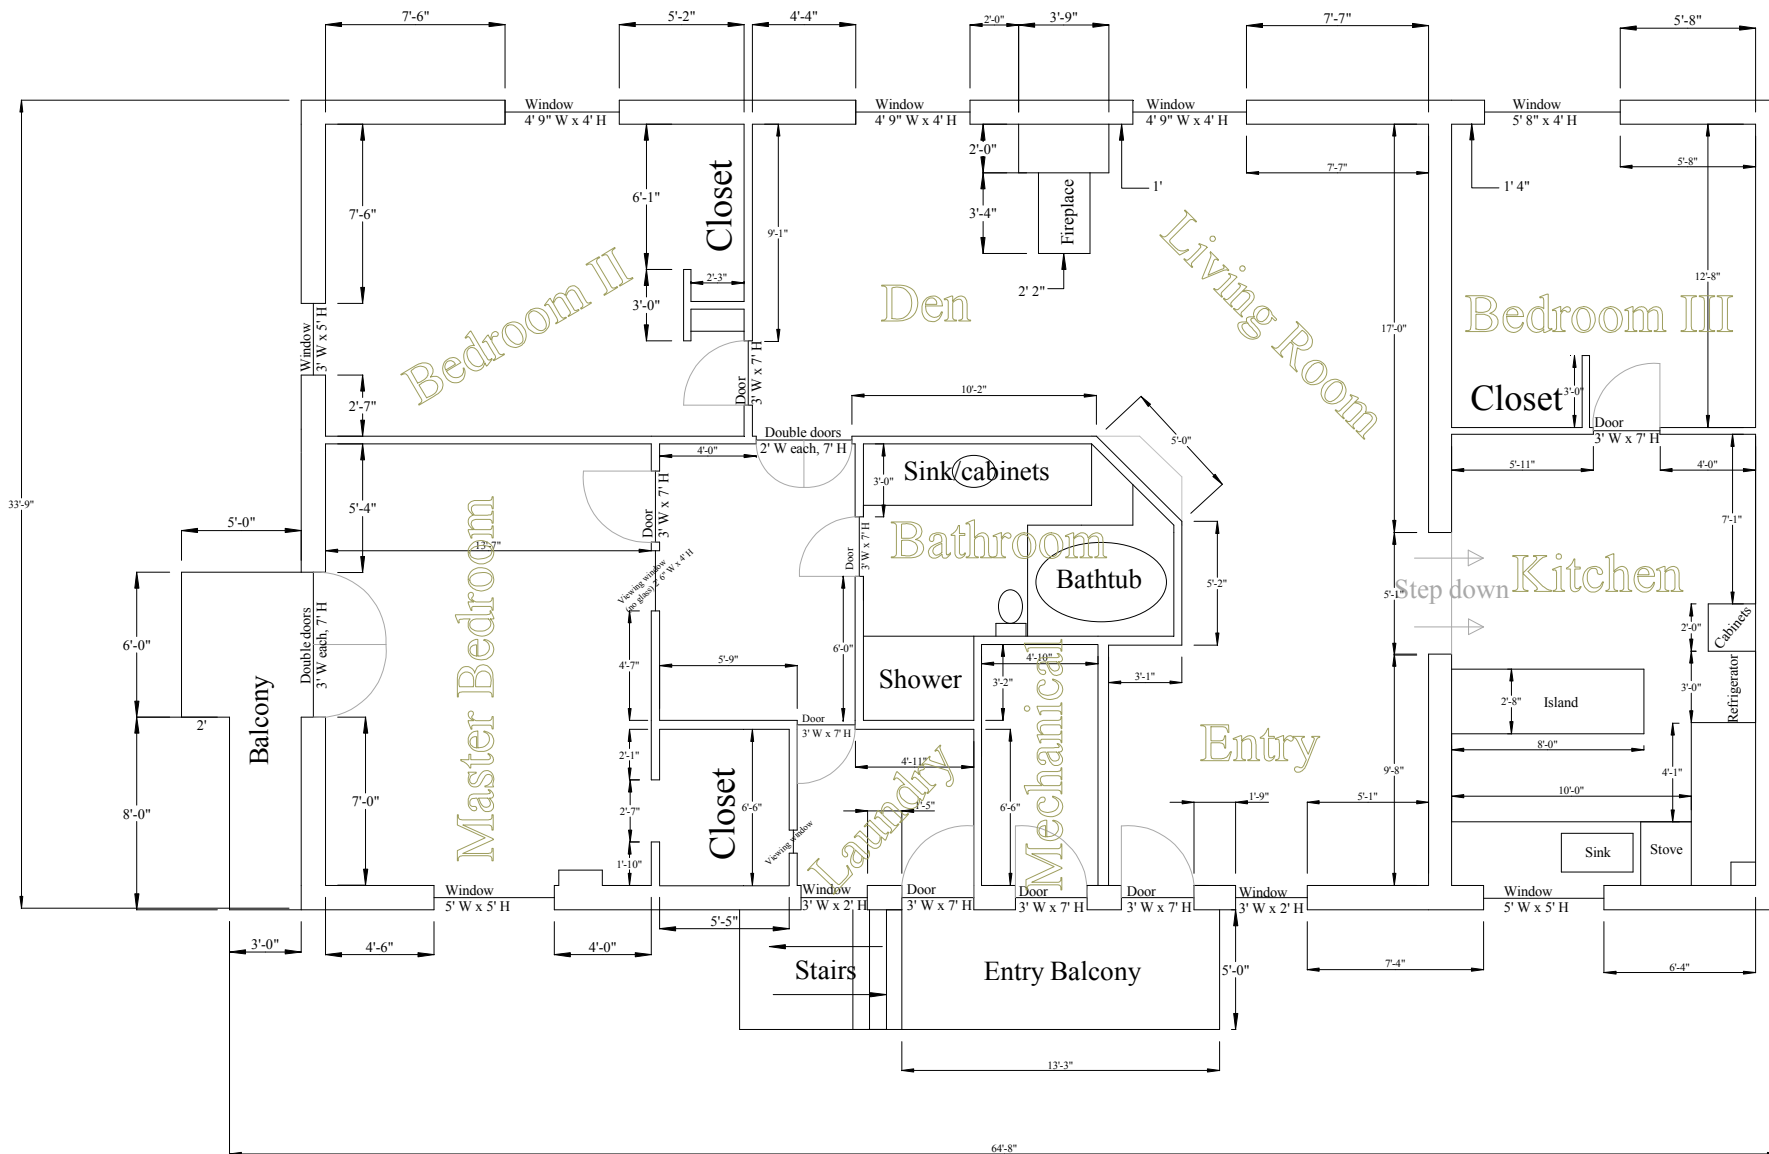 7'-6"
5'-2"
4'-4"
2'-0"
3'-9"
7'-7"
5'-8"
Window
4' 9" W x 4' H
Window
4' 9" W x 4' H
Window
4' 9" W x 4' H
Window
5' 8" x 4' H
33'-9"
7'-6"
6'-1"
Closet
9'-1"
2'-0"
3'-4"
Fireplace
2' 2"
1'
7'-7"
1' 4"
5'-8"
12'-8"
17'-0"
2'-3"
3'-0"
Bedroom II
Den
Living Room
Bedroom III
Window
3' W x 5' H
2'-7"
Door
3' W x 7' H
Closet
3'-0"
Door
3' W x 7' H
10'-2"
5'-0"
Double doors
2' W each, 7' H
4'-0"
5'-11"
4'-0"
5'-4"
13'-7"
Door
3' W x 7' H
Sink/cabinets
3'-0"
Bathroom
Door
3' W x 7' H
Bathtub
5'-2"
7'-1"
5'-0"
Viewing window
(no glass) 2' 6" W x 4' H
Step down
5'-1"
Kitchen
2'-0"
Cabinets
6'-0"
Double doors
3' W each, 7' H
2'
Balcony
Master Bedroom
4'-7"
5'-9"
6'-0"
Shower
4'-10"
3'-2"
3'-1"
Mechanical
3'-0"
Refrigerator
2'-8"
Island
8'-0"
Door
3' W x 7' H
Entry
8'-0"
7'-0"
2'-1"
2'-7"
1'-10"
Closet
6'-6"
Viewing window
4'-11"
1'-5"
Laundry
6'-6"
1'-9"
5'-1"
9'-8"
10'-0"
4'-1"
Sink
Stove
Window
5' W x 5' H
Window
3' W x 2' H
Door
3' W x 7' H
Door
3' W x 7' H
Door
3' W x 7' H
Window
3' W x 2' H
Window
5' W x 5' H
3'-0"
4'-6"
4'-0"
5'-5"
Stairs
Entry Balcony
5'-0"
7'-4"
6'-4"
13'-3"
64'-8"